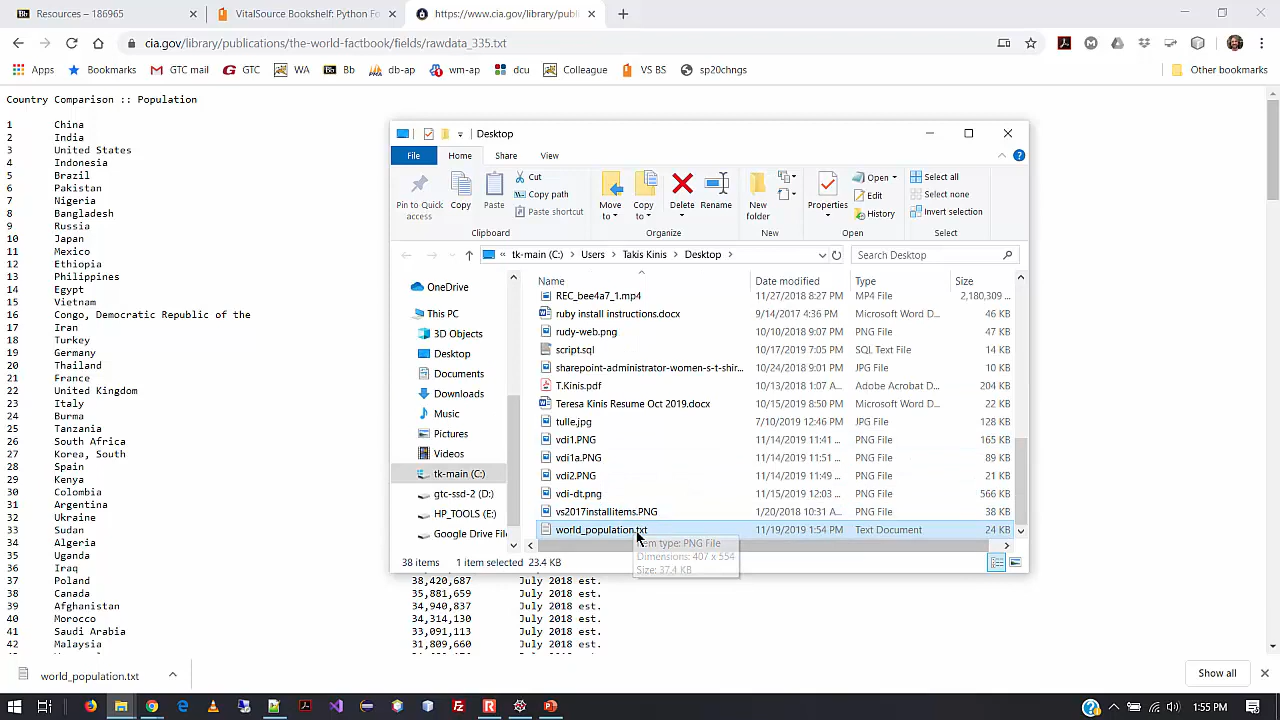 Resources – 186965
VitalSource Bookshelf: Python Fo
https://www.cia.gov/library/publ
cia.gov/library/publications/the-world-factbook/fields/rawdata_335.txt
Apps Bookmarks GTC mail GTC WA Bb db-ap wm-ap dcu Colleague VS BS sp20chngs Other bookmarks
Country Comparison :: Population
1 China
2 India
3 United States
4 Indonesia
5 Brazil
6 Pakistan
7 Nigeria
8 Bangladesh
9 Russia
10 Japan
11 Mexico
12 Ethiopia
13 Philippines
14 Egypt
15 Vietnam
16 Congo, Democratic Republic of the
17 Iran
18 Turkey
19 Germany
20 Thailand
21 France
22 United Kingdom
23 Italy
24 Burma
25 Tanzania
26 South Africa
27 Korea, South
28 Spain
29 Kenya
30 Colombia
31 Argentina
32 Ukraine
33 Sudan
34 Algeria
35 Uganda
36 Iraq
37 Poland 38,420,687 July 2018 est.
38 Canada 35,881,659 July 2018 est.
39 Afghanistan 34,940,837 July 2018 est.
40 Morocco 34,314,130 July 2018 est.
41 Saudi Arabia 33,091,113 July 2018 est.
42 Malaysia 31,809,660 July 2018 est.
Desktop
File Home Share View
Pin to Quick access
Copy
Paste
Cut
Copy path
Paste shortcut
Clipboard
Move to
Copy to
Delete
Rename
Organize
New folder
New
Properties
Open
Edit
History
Open
Select all
Select none
Invert selection
Select
« tk-main (C:) Users Takis Kinis Desktop
Search Desktop
OneDrive
This PC
3D Objects
Desktop
Documents
Downloads
Music
Pictures
Videos
tk-main (C:)
gtc-ssd-2 (D:)
HP_TOOLS (E:)
Google Drive Fil
Name Date modified Type Size
REC_bee4a7_1.mp4 11/27/2018 8:27 PM MP4 File 2,180,309 ...
ruby install instructions.docx 9/14/2017 4:36 PM Microsoft Word D... 46 KB
rudy-web.png 10/10/2018 9:07 PM PNG File 47 KB
script.sql 10/17/2019 7:05 PM SQL Text File 14 KB
sharepoint-administrator-women-s-t-shir... 10/24/2018 9:01 PM JPG File 10 KB
T.Kinis.pdf 10/13/2018 1:07 A... Adobe Acrobat D... 204 KB
Teresa Kinis Resume Oct 2019.docx 10/15/2019 8:50 PM Microsoft Word D... 22 KB
tulle.jpg 7/10/2019 12:46 PM JPG File 128 KB
vdi1.PNG 11/14/2019 11:41 ... PNG File 165 KB
vdi1a.PNG 11/14/2019 11:51 ... PNG File 89 KB
vdi2.PNG 11/14/2019 11:49 ... PNG File 21 KB
vdi-dt.png 11/15/2019 12:03 ... PNG File 566 KB
vs2017installitems.PNG 1/20/2018 10:31 A... PNG File 38 KB
world_population.txt 11/19/2019 1:54 PM Text Document 24 KB
tem type: PNG File
Dimensions: 407 x 554
Size: 37.4 KB
38 items 1 item selected 23.4 KB
world_population.txt
Show all
1:55 PM